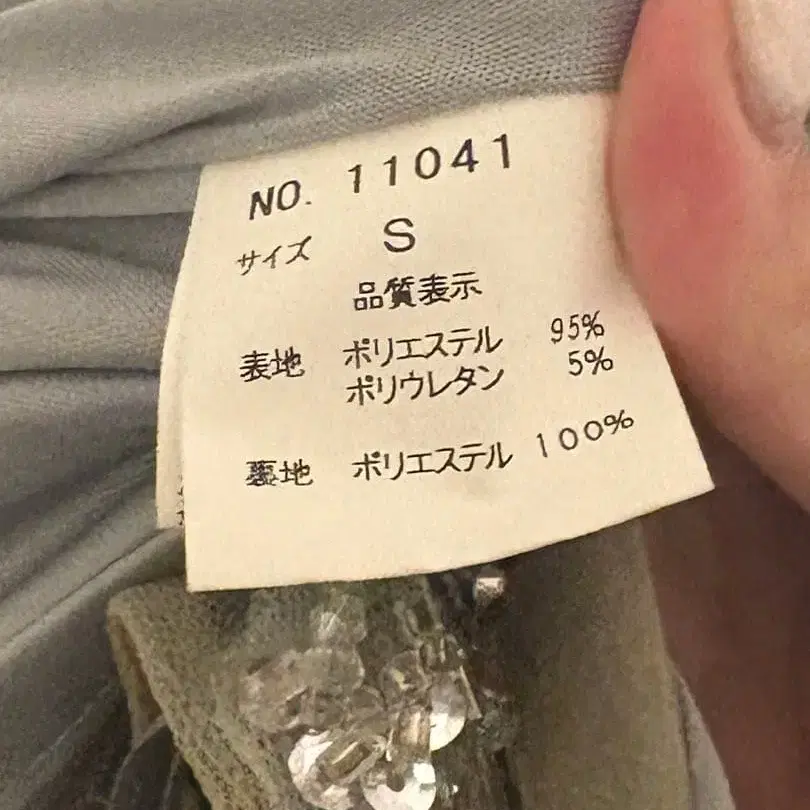 NO. 11041
サイズ S
品質表示
表地 ポリエステル 95%
ポリウレタン 5%
裏地 ポリエステル 100%